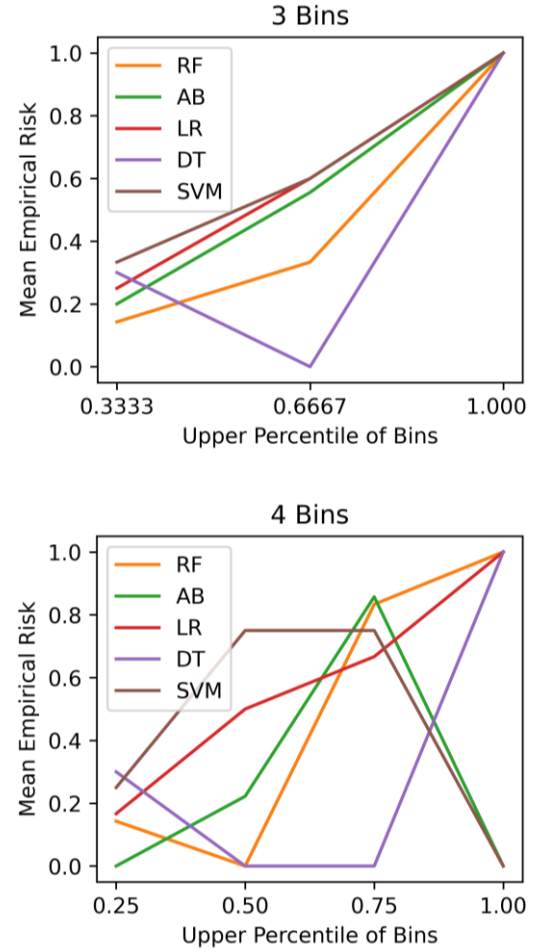 3 Bins
1.0
0.8
0.6
0.4
0.2
0.0
Mean Empirical Risk
RF
AB
LR
DT
SVM
0.3333 0.6667 1.000
Upper Percentile of Bins
4 Bins
1.0
0.8
0.6
0.4
0.2
0.0
Mean Empirical Risk
RF
AB
LR
DT
SVM
0.25 0.50 0.75 1.00
Upper Percentile of Bins